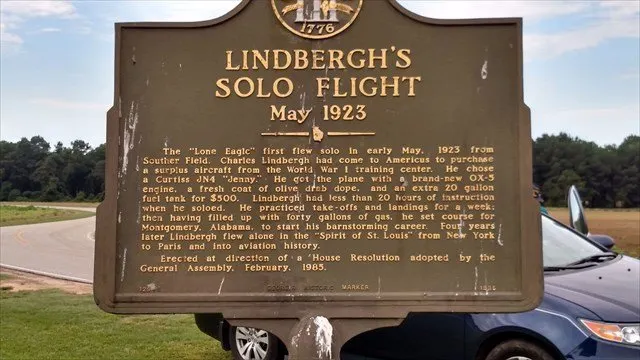 1776
LINDBERGH'S
SOLO FLIGHT
May 1923
The "Lone Eagle" first flew solo in early May, 1923 from
Souther Field. Charles Lindbergh had come to Americus to purchase
a surplus aircraft from the World War I training center. He chose
a Curtiss JN4 "Jenny." He got the plane with a brand-new OX-5
engine, a fresh coat of olive drab dope, and an extra 20 gallon
fuel tank for $500. Lindbergh had less than 20 hours of instruction
when he soloed. He practiced take-offs and landings for a week;
then having filled up with forty gallons of gas, he set course for
Montgomery, Alabama, to start his barnstorming career. Four years
later Lindbergh flew alone in the "Spirit of St. Louis" from New York
to Paris and into aviation history.
Erected at direction of a House Resolution adopted by the
General Assembly, February, 1985.
GEORGIA HISTORIC MARKER 1985